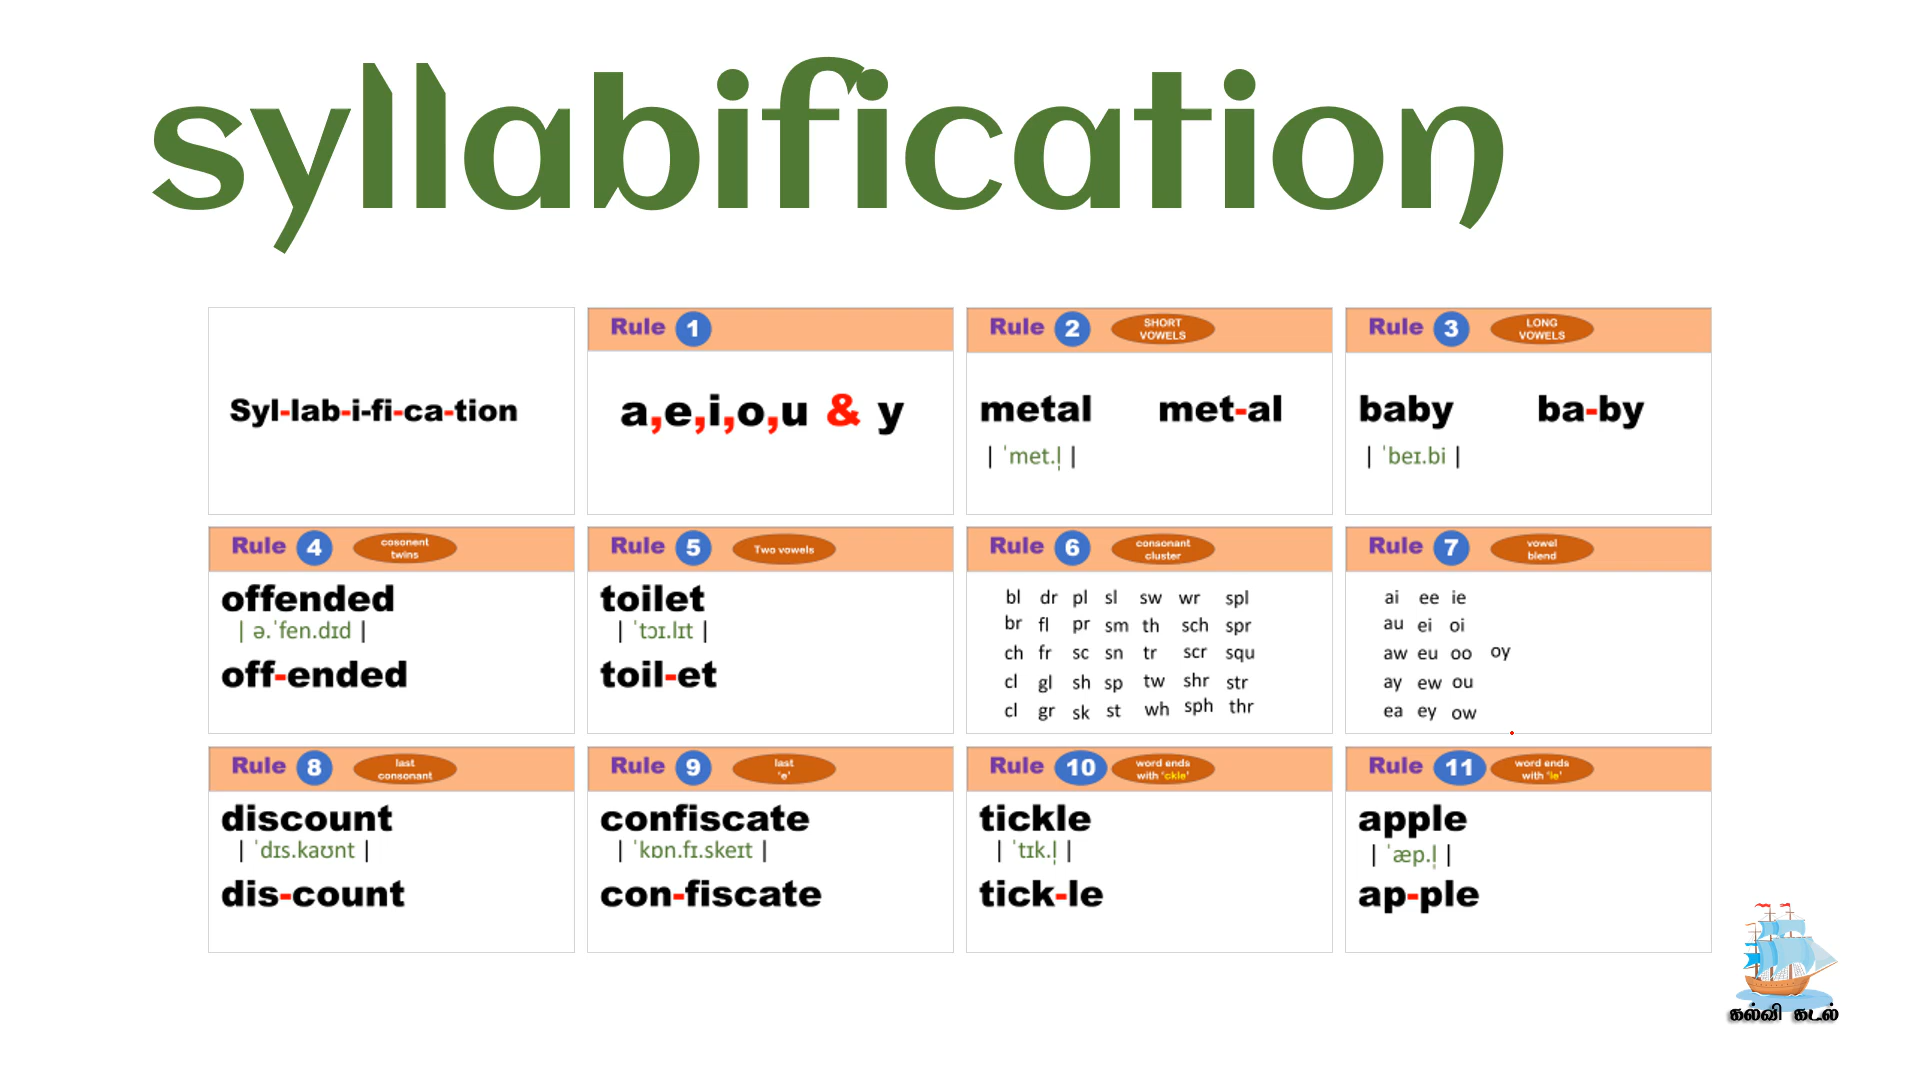 syllabification
Syl-lab-i-fi-ca-tion
Rule 1
a,e,i,o,u & y
Rule 2 SHORT
VOWELS
metal met-al
| ˈmet.l̩ |
Rule 3 LONG
VOWELS
baby ba-by
| ˈbeɪ.bi |
Rule 4 cosonent
twins
offended
| ə.ˈfen.dɪd |
off-ended
Rule 5 Two vowels
toilet
| ˈtɔɪ.lɪt |
toil-et
Rule 6 consonant
cluster
bl dr pl sl sw wr spl
br fl pr sm th sch spr
ch fr sc sn tr scr squ
cl gl sh sp tw shr str
cl gr sk st wh sph thr
Rule 7 vowel
blend
ai ee ie
au ei oi
aw eu oo oy
ay ew ou
ea ey ow
Rule 8 last
consonant
discount
| ˈdɪs.kaʊnt |
dis-count
Rule 9 last
‘e’
confiscate
| ˈkɒn.fɪ.skeɪt |
con-fiscate
Rule 10 word ends
with ‘ckle’
tickle
| ˈtɪk.l̩ |
tick-le
Rule 11 word ends
with ‘le’
apple
| ˈæp.l̩ |
ap-ple
கல்வி கடல்